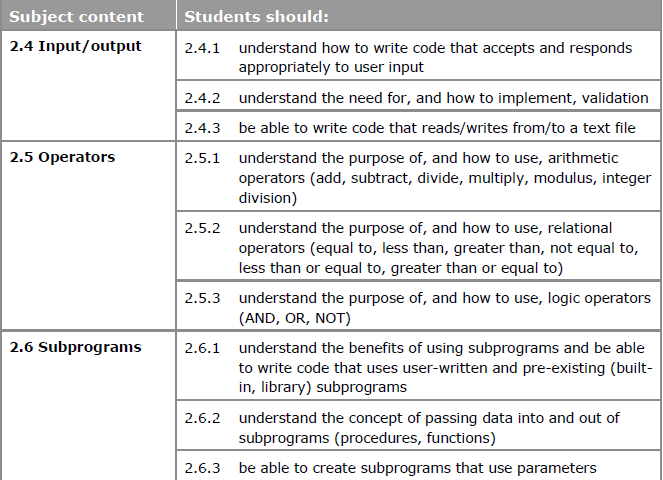 Subject content Students should:
2.4 Input/output 2.4.1 understand how to write code that accepts and responds
appropriately to user input
2.4.2 understand the need for, and how to implement, validation
2.4.3 be able to write code that reads/writes from/to a text file
2.5 Operators 2.5.1 understand the purpose of, and how to use, arithmetic
operators (add, subtract, divide, multiply, modulus, integer
division)
2.5.2 understand the purpose of, and how to use, relational
operators (equal to, less than, greater than, not equal to,
less than or equal to, greater than or equal to)
2.5.3 understand the purpose of, and how to use, logic operators
(AND, OR, NOT)
2.6 Subprograms 2.6.1 understand the benefits of using subprograms and be able
to write code that uses user-written and pre-existing (built-
in, library) subprograms
2.6.2 understand the concept of passing data into and out of
subprograms (procedures, functions)
2.6.3 be able to create subprograms that use parameters